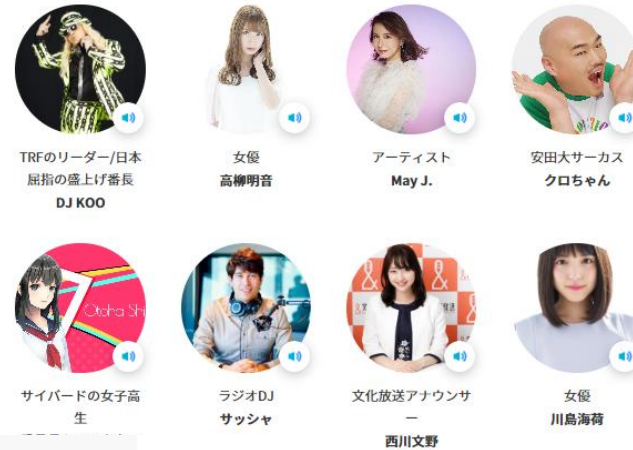 TRFのリーダー/日本
屈指の盛上げ番長
DJ KOO
女優
高柳明音
アーティスト
May J.
安田大サーカス
クロちゃん
Otoha Shi
サイバードの女子高
生
ラジオDJ
サッシャ
文化放送アナウンサ
ー
西川文野
女優
川島海荷